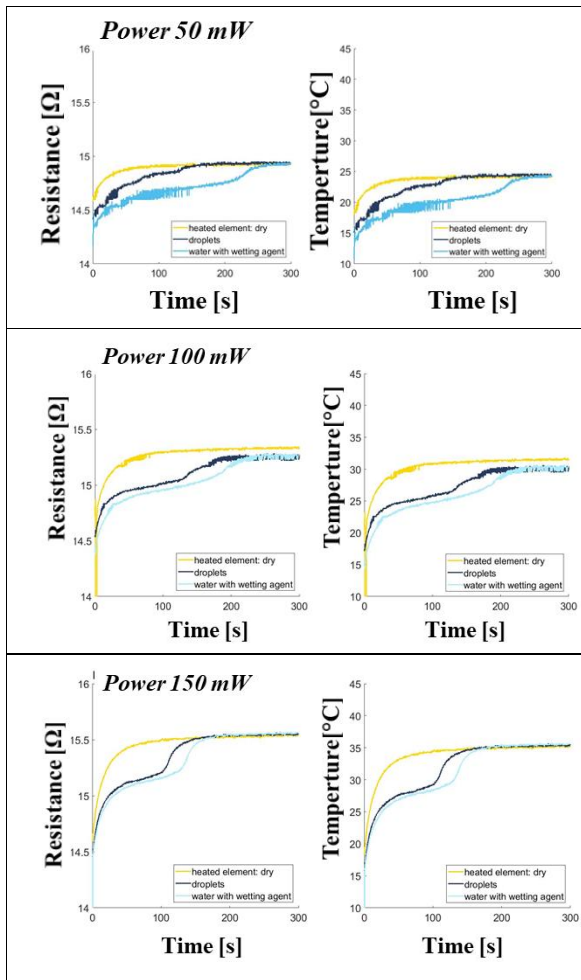 Power 50 mW
Resistance [Ω]
16
15.5
15
14.5
14
0
100
200
300
heated element: dry
droplets
water with wetting agent
Time [s]
Temperture [°C]
45
40
35
30
25
20
15
10
0
100
200
300
heated element: dry
droplets
water with wetting agent
Time [s]
Power 100 mW
Resistance [Ω]
16
15.5
15
14.5
14
0
100
200
300
heated element: dry
droplets
water with wetting agent
Time [s]
Temperture [°C]
45
40
35
30
25
20
15
10
0
100
200
300
heated element: dry
droplets
water with wetting agent
Time [s]
Power 150 mW
Resistance [Ω]
16
15.5
15
14.5
14
0
100
200
300
heated element: dry
droplets
water with wetting agent
Time [s]
Temperture [°C]
45
40
35
30
25
20
15
10
0
100
200
300
heated element: dry
droplets
water with wetting agent
Time [s]